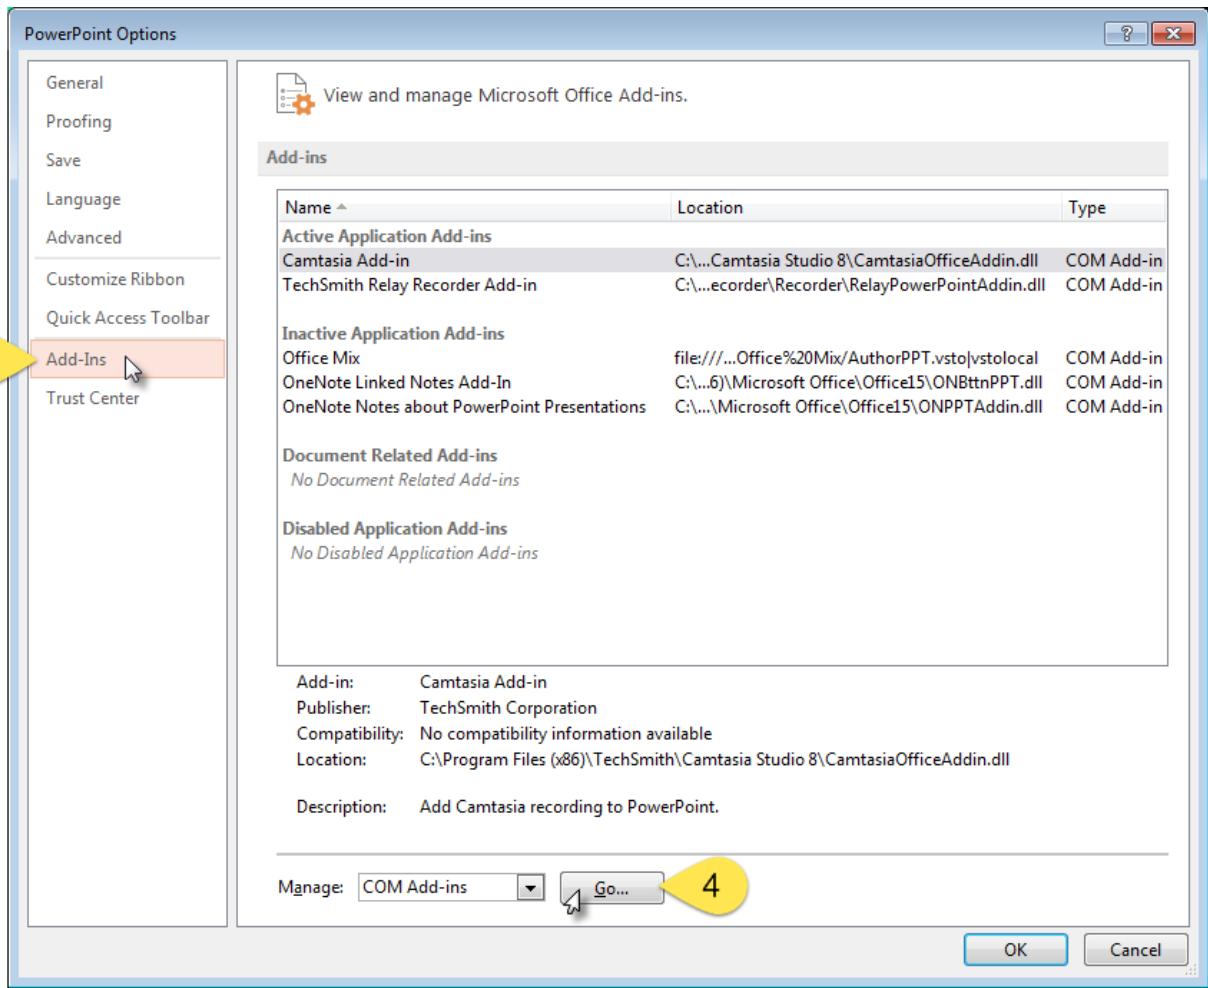 PowerPoint Options
General
Proofing
Save
Language
Advanced
Customize Ribbon
Quick Access Toolbar
Add-Ins
Trust Center
View and manage Microsoft Office Add-ins.
Add-ins
Name Location Type
Active Application Add-ins
Camtasia Add-in C:\...Camtasia Studio 8\CamtasiaOfficeAddin.dll COM Add-in
TechSmith Relay Recorder Add-in C:\...ecorder\Recorder\RelayPowerPointAddin.dll COM Add-in
Inactive Application Add-ins
Office Mix file:///...Office%20Mix/AuthorPPT.vsto|vstolocal COM Add-in
OneNote Linked Notes Add-In C:\...6)\Microsoft Office\Office15\ONBttnPPT.dll COM Add-in
OneNote Notes about PowerPoint Presentations C:\...\Microsoft Office\Office15\ONPPTAddin.dll COM Add-in
Document Related Add-ins
No Document Related Add-ins
Disabled Application Add-ins
No Disabled Application Add-ins
Add-in: Camtasia Add-in
Publisher: TechSmith Corporation
Compatibility: No compatibility information available
Location: C:\Program Files (x86)\TechSmith\Camtasia Studio 8\CamtasiaOfficeAddin.dll
Description: Add Camtasia recording to PowerPoint.
Manage: COM Add-ins Go... 4
OK Cancel